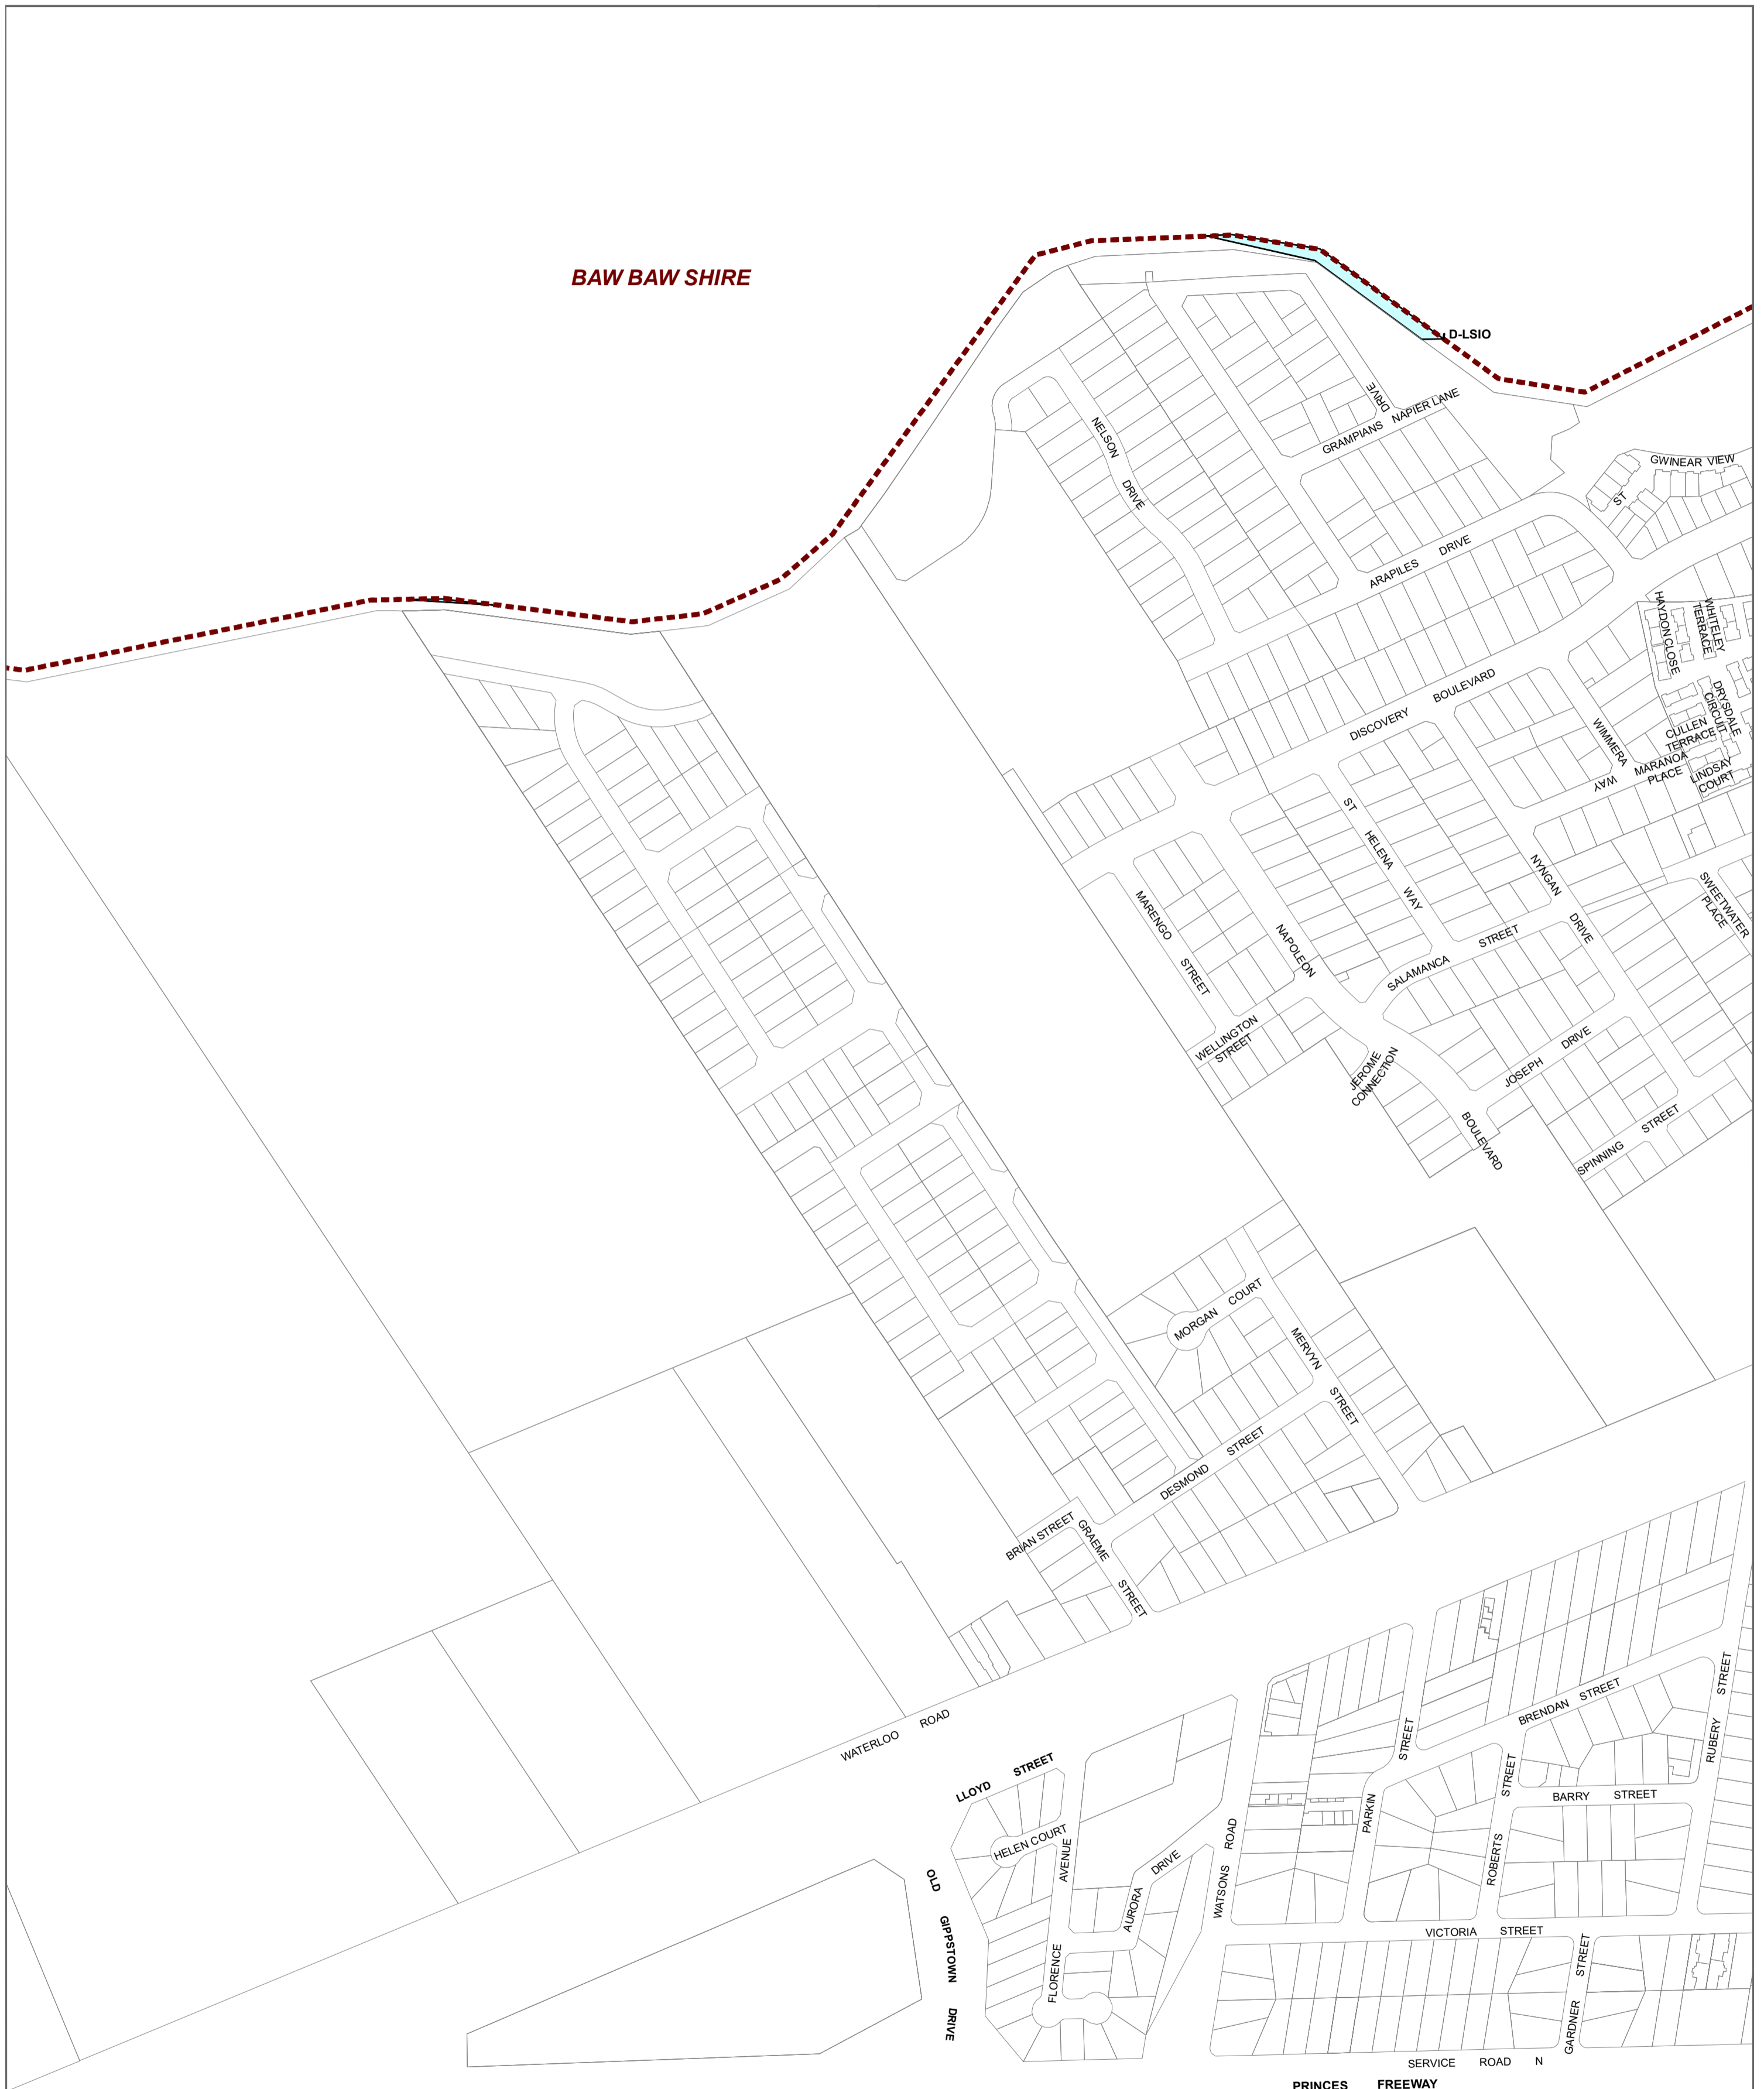 BAW BAW SHIRE
D-LSIO
DRIVE
GRAMPIANS
NAPIER LANE
NELSON
DRIVE
GWINEAR VIEW
ST
ARAPILES DRIVE
HAYDON CLOSE
WHITELEY
TERRACE
DISCOVERY BOULEVARD
DRYSDALE
CIRCUIT
CULLEN
TERRACE
WIMMERA
WAY
MARANOA
PLACE
LINDSAY
COURT
ST HELENA WAY
NYNGAN DRIVE
SWEETWATER
PLACE
MARENGO STREET
NAPOLEON
SALAMANCA STREET
WELLINGTON
STREET
JEROME
CONNECTION
JOSEPH DRIVE
BOULEVARD
SPINNING STREET
MORGAN COURT
MERVYN STREET
DESMOND STREET
BRIAN STREET
GRAEME STREET
WATERLOO ROAD
LLOYD STREET
HELEN COURT
FLORENCE AVENUE
AURORA DRIVE
WATSONS ROAD
PARKIN STREET
BRENDAN STREET
RUBERY STREET
ROBERTS STREET
BARRY STREET
OLD GIPPSTOWN DRIVE
VICTORIA STREET
GARDNER STREET
SERVICE ROAD N
PRINCES FREEWAY